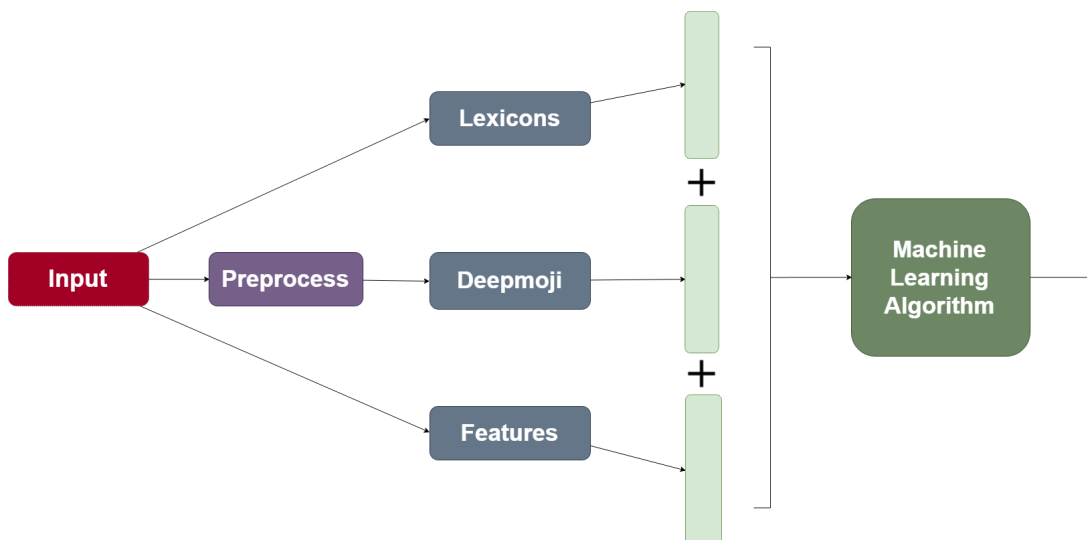 Lexicons
+
Input
Preprocess
Deepmoji
Machine
Learning
Algorithm
+
Features